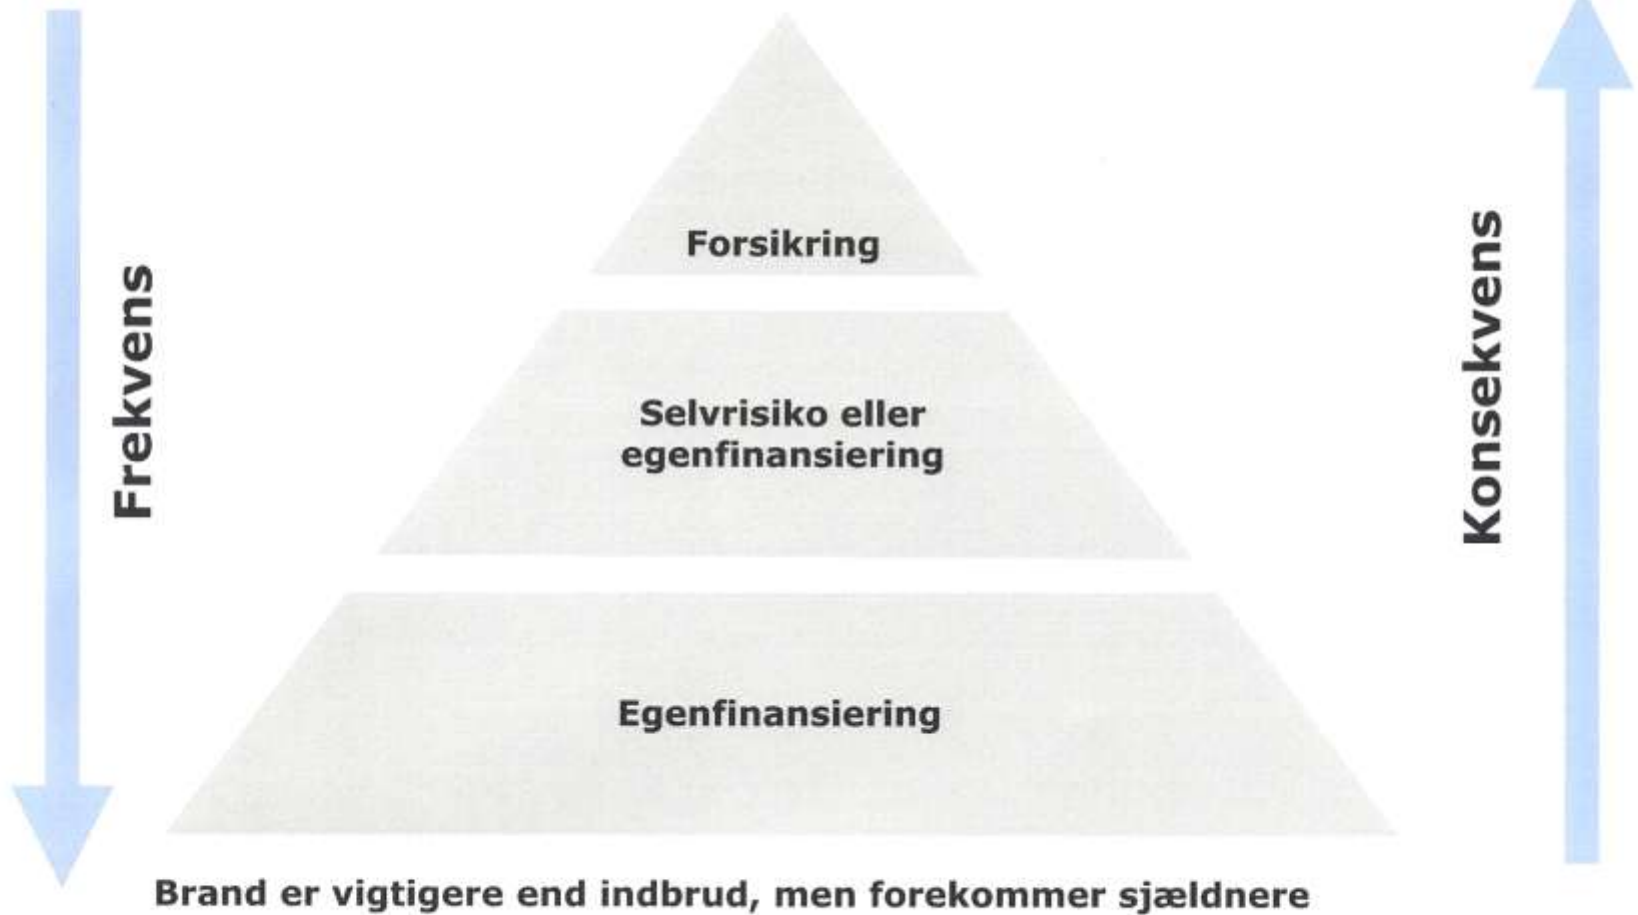 Frekvens
Forsikring
Selvrisiko eller
egenfinansiering
Egenfinansiering
Konsekvens
Brand er vigtigere end indbrud, men forekommer sjældnere